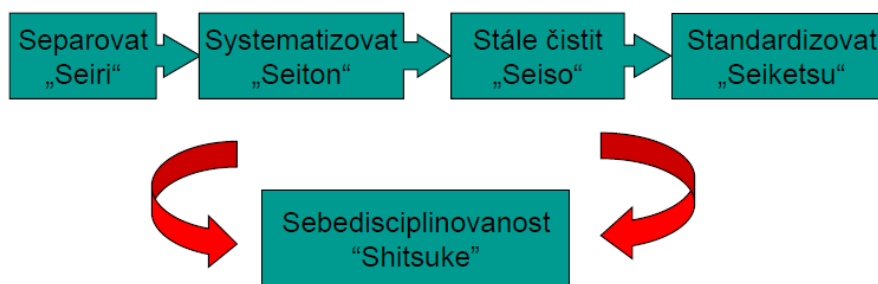 Separovat
„Seiri“
Systematizovat
„Seiton“
Stále čistit
„Seiso“
Standardizovat
„Seiketsu“
Sebedisciplinovanost
“Shitsuke”